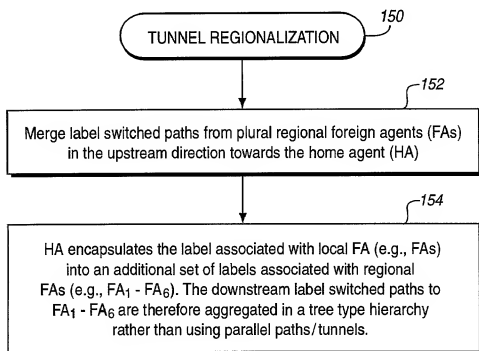 TUNNEL REGIONALIZATION
150
152
Merge label switched paths from plural regional foreign agents (FAs)
in the upstream direction towards the home agent (HA)
154
HA encapsulates the label associated with local FA (e.g., FAs)
into an additional set of labels associated with regional
FAs (e.g., FA1 - FA6). The downstream label switched paths to
FA1 - FA6 are therefore aggregated in a tree type hierarchy
rather than using parallel paths/tunnels.